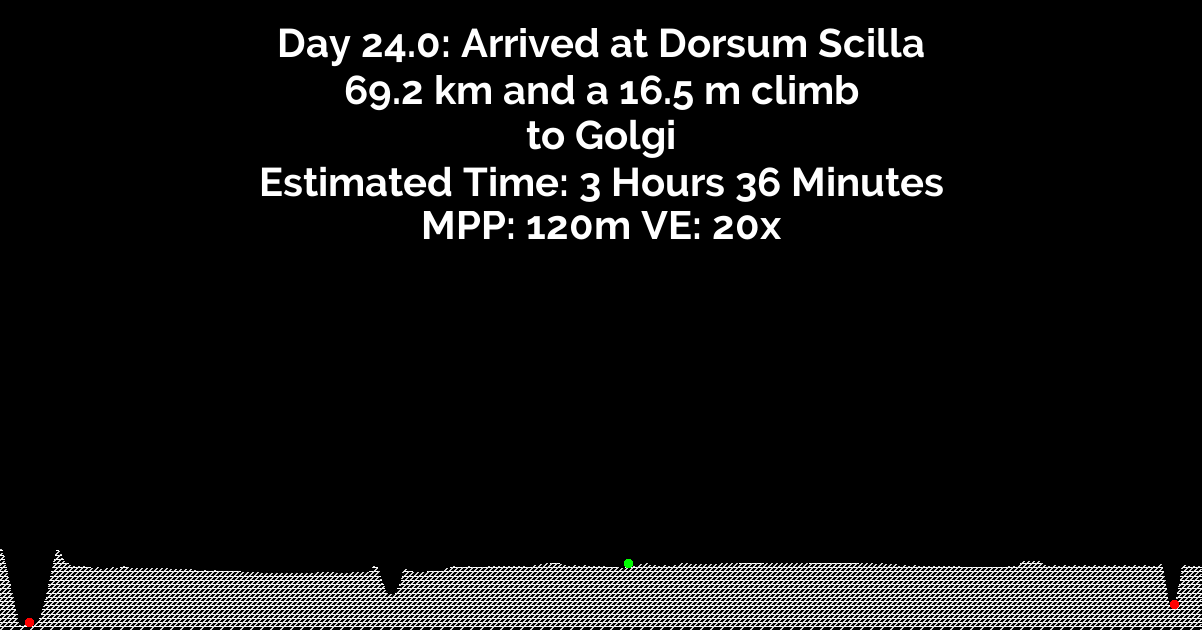 Day 24.0: Arrived at Dorsum Scilla
69.2 km and a 16.5 m climb
to Golgi
Estimated Time: 3 Hours 36 Minutes
MPP: 120m VE: 20x